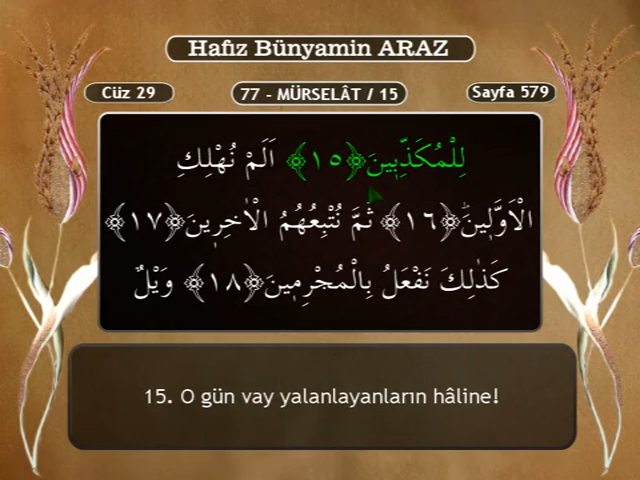 Hafız Bünyamin ARAZ
Cüz 29
77 - MÜRSELÂT / 15
Sayfa 579
لِلْمُكَذِّبٖينَ﴿١٥﴾ اَلَمْ نُهْلِكِ
الْاَوَّلٖينَۜ﴿١٦﴾ ثُمَّ نُتْبِعُهُمُ الْاٰخِرٖينَ﴿١٧﴾
كَذٰلِكَ نَفْعَلُ بِالْمُجْرِمٖينَ﴿١٨﴾ وَيْلٌ
15. O gün vay yalanlayanların hâline!